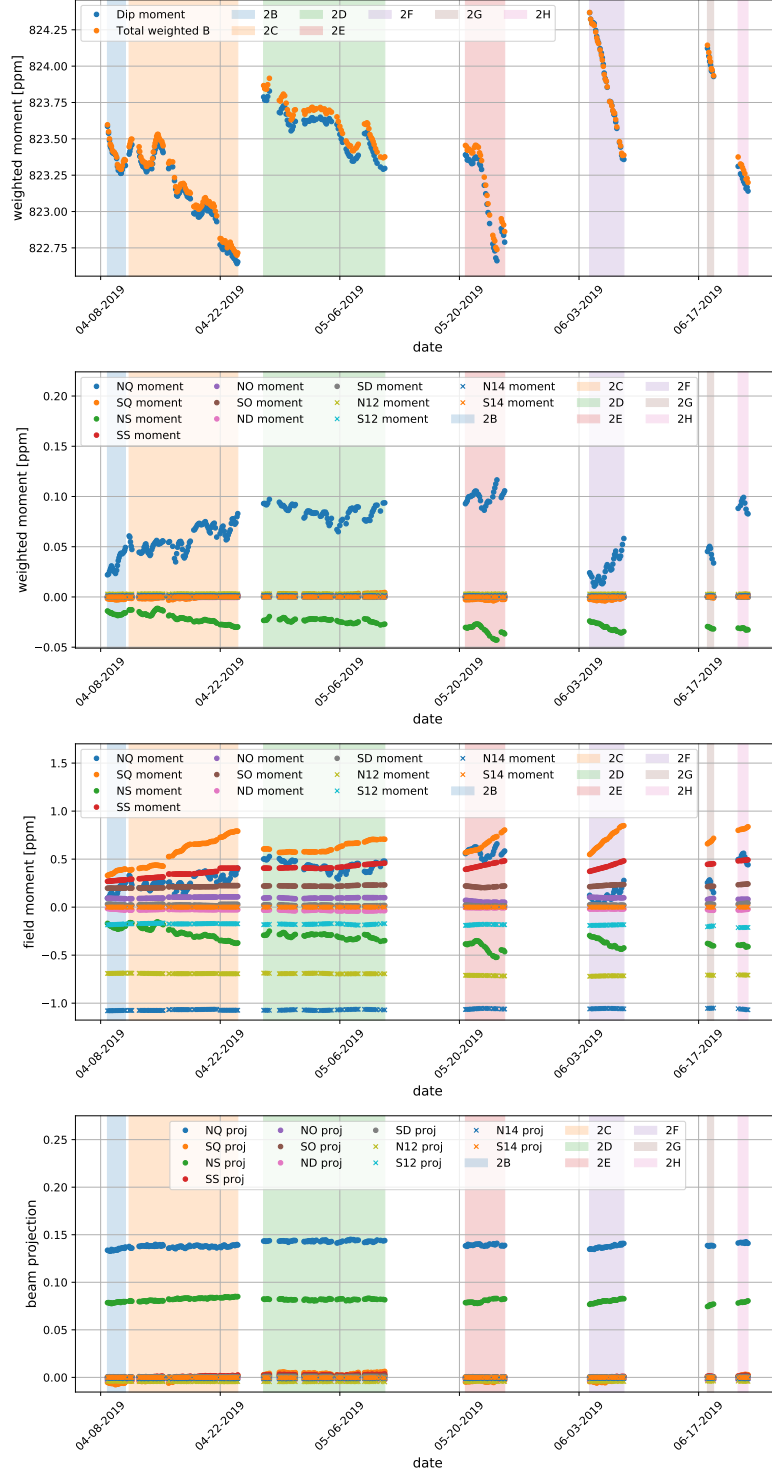 Dip moment 2B 2D 2F 2G 2H
Total weighted B 2C 2E
824.25
824.00
823.75
823.50
823.25
823.00
822.75
weighted moment [ppm]
04-08-2019 04-22-2019 05-06-2019 05-20-2019 06-03-2019 06-17-2019
date
NQ moment NO moment SD moment N14 moment 2C 2F
SQ moment SO moment N12 moment S14 moment 2D 2G
NS moment ND moment S12 moment 2B 2E 2H
SS moment
0.20
0.15
0.10
0.05
0.00
−0.05
weighted moment [ppm]
04-08-2019 04-22-2019 05-06-2019 05-20-2019 06-03-2019 06-17-2019
date
NQ moment NO moment SD moment N14 moment 2C 2F
SQ moment SO moment N12 moment S14 moment 2D 2G
NS moment ND moment S12 moment 2B 2E 2H
SS moment
1.5
1.0
0.5
0.0
−0.5
−1.0
field moment [ppm]
04-08-2019 04-22-2019 05-06-2019 05-20-2019 06-03-2019 06-17-2019
date
NQ proj NO proj SD proj N14 proj 2C 2F
SQ proj SO proj N12 proj S14 proj 2D 2G
NS proj ND proj S12 proj 2B 2E 2H
SS proj
0.25
0.20
0.15
0.10
0.05
0.00
beam projection
04-08-2019 04-22-2019 05-06-2019 05-20-2019 06-03-2019 06-17-2019
date